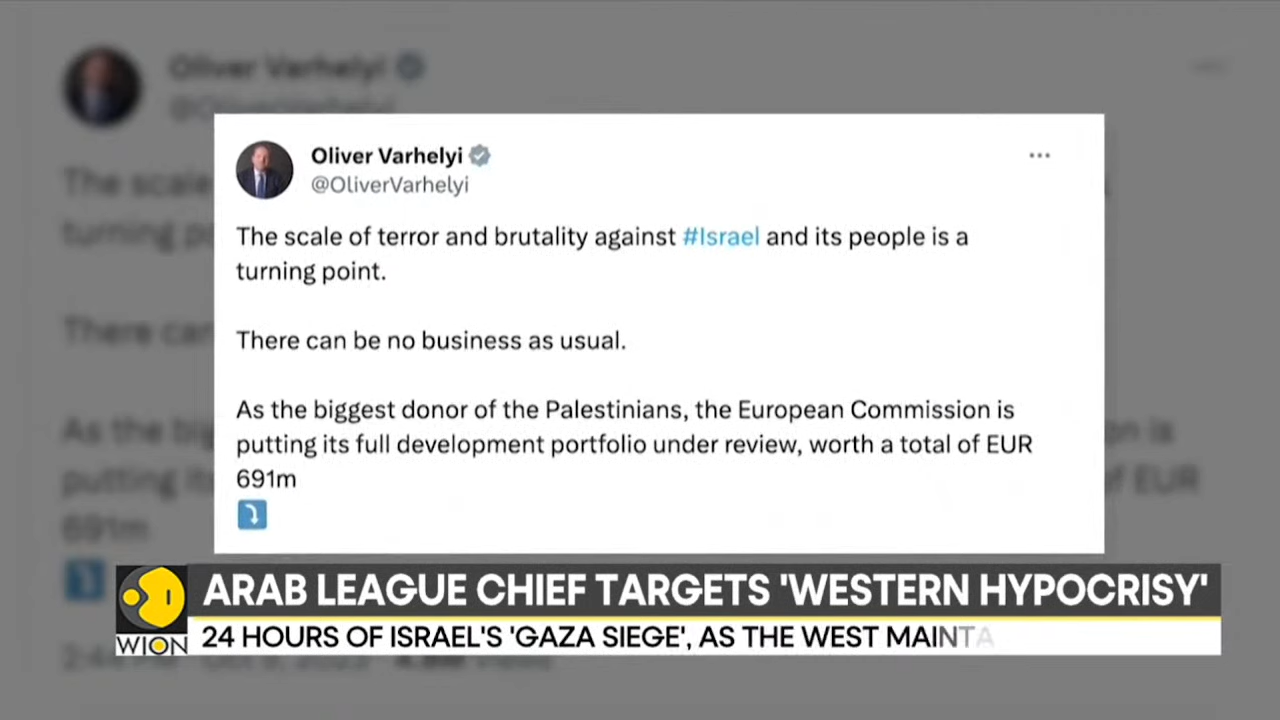 Oliver Varhelyi
@OliverVarhelyi
The scale of terror and brutality against #Israel and its people is a
turning point.
There can be no business as usual.
As the biggest donor of the Palestinians, the European Commission is
putting its full development portfolio under review, worth a total of EUR
691m
ARAB LEAGUE CHIEF TARGETS 'WESTERN HYPOCRISY'
24 HOURS OF ISRAEL'S 'GAZA SIEGE', AS THE WEST MAINTA
WION